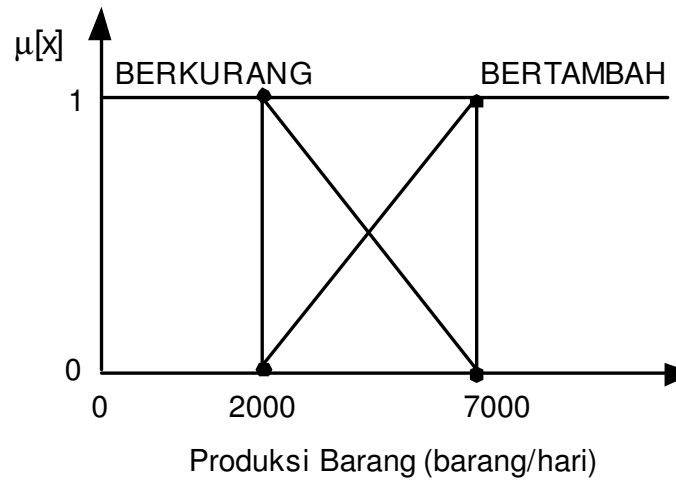 μ[x]
BERKURANG BERTAMBAH
1
0
0 2000 7000
Produksi Barang (barang/hari)